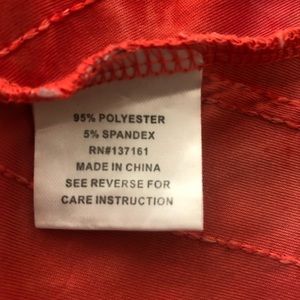 95% POLYESTER
5% SPANDEX
RN#137161
MADE IN CHINA
SEE REVERSE FOR
CARE INSTRUCTION